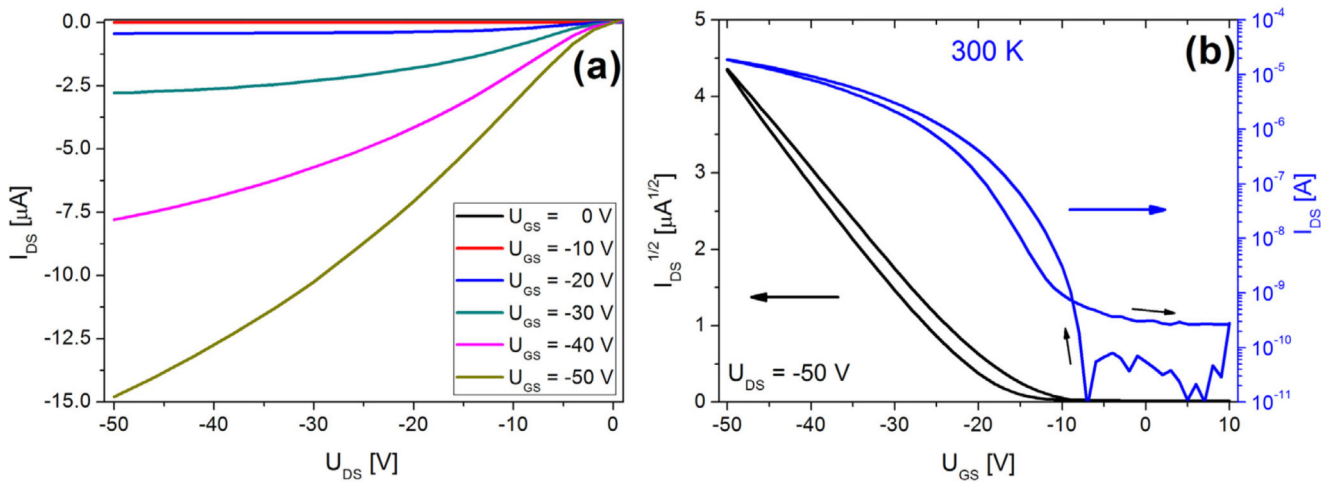 (a)
I_DS [µA]
0.0
-2.5
-5.0
-7.5
-10.0
-12.5
-15.0
U_GS = 0 V
U_GS = -10 V
U_GS = -20 V
U_GS = -30 V
U_GS = -40 V
U_GS = -50 V
-50 -40 -30 -20 -10 0
U_DS [V]
(b)
300 K
I_DS^1/2 [µA^1/2]
5
4
3
2
1
0
U_DS = -50 V
10^-4
10^-5
10^-6
10^-7
10^-8
10^-9
10^-10
10^-11
I_DS [A]
-50 -40 -30 -20 -10 0 10
U_GS [V]